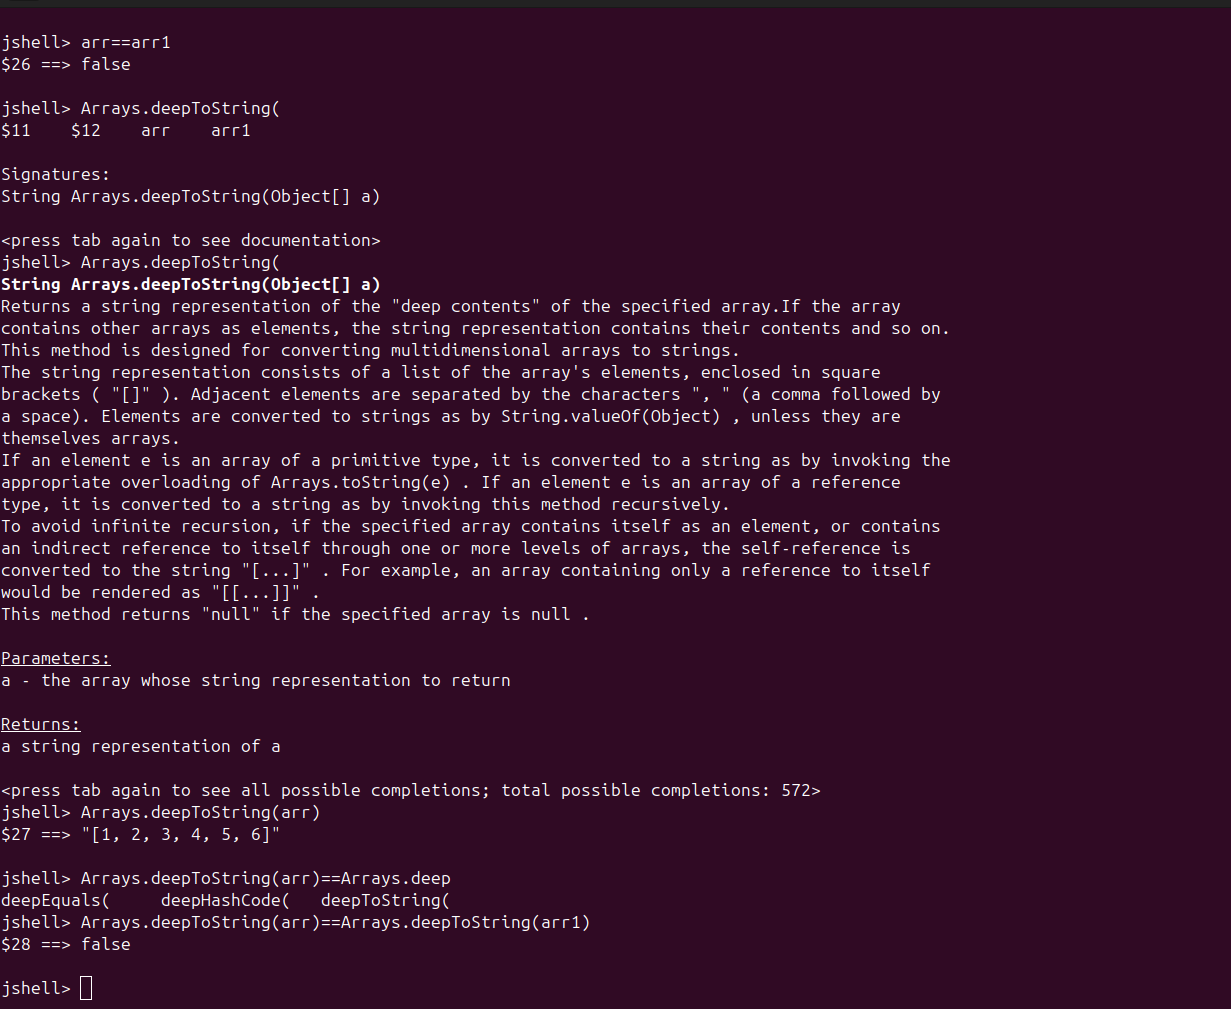 jshell> arr==arr1
$26 ==> false
jshell> Arrays.deepToString(
$11    $12    arr    arr1
Signatures:
String Arrays.deepToString(Object[] a)
<press tab again to see documentation>
jshell> Arrays.deepToString(
String Arrays.deepToString(Object[] a)
Returns a string representation of the "deep contents" of the specified array.If the array
contains other arrays as elements, the string representation contains their contents and so on.
This method is designed for converting multidimensional arrays to strings.
The string representation consists of a list of the array's elements, enclosed in square
brackets ( "[]" ). Adjacent elements are separated by the characters ", " (a comma followed by
a space). Elements are converted to strings as by String.valueOf(Object) , unless they are
themselves arrays.
If an element e is an array of a primitive type, it is converted to a string as by invoking the
appropriate overloading of Arrays.toString(e) . If an element e is an array of a reference
type, it is converted to a string as by invoking this method recursively.
To avoid infinite recursion, if the specified array contains itself as an element, or contains
an indirect reference to itself through one or more levels of arrays, the self-reference is
converted to the string "[...]" . For example, an array containing only a reference to itself
would be rendered as "[[...]]" .
This method returns "null" if the specified array is null .
Parameters:
a - the array whose string representation to return
Returns:
a string representation of a
<press tab again to see all possible completions; total possible completions: 572>
jshell> Arrays.deepToString(arr)
$27 ==> "[1, 2, 3, 4, 5, 6]"
jshell> Arrays.deepToString(arr)==Arrays.deep
deepEquals(     deepHashCode(   deepToString(
jshell> Arrays.deepToString(arr)==Arrays.deepToString(arr1)
$28 ==> false
jshell>